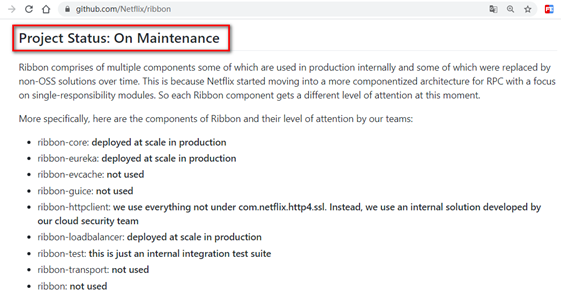 github.com/Netflix/ribbon
Project Status: On Maintenance
Ribbon comprises of multiple components some of which are used in production internally and some of which were replaced by
non-OSS solutions over time. This is because Netflix started moving into a more componentized architecture for RPC with a focus
on single-responsibility modules. So each Ribbon component gets a different level of attention at this moment.
More specifically, here are the components of Ribbon and their level of attention by our teams:
• ribbon-core: deployed at scale in production
• ribbon-eureka: deployed at scale in production
• ribbon-evcache: not used
• ribbon-guice: not used
• ribbon-httpclient: we use everything not under com.netflix.http4.ssl. Instead, we use an internal solution developed by
our cloud security team
• ribbon-loadbalancer: deployed at scale in production
• ribbon-test: this is just an internal integration test suite
• ribbon-transport: not used
• ribbon: not used